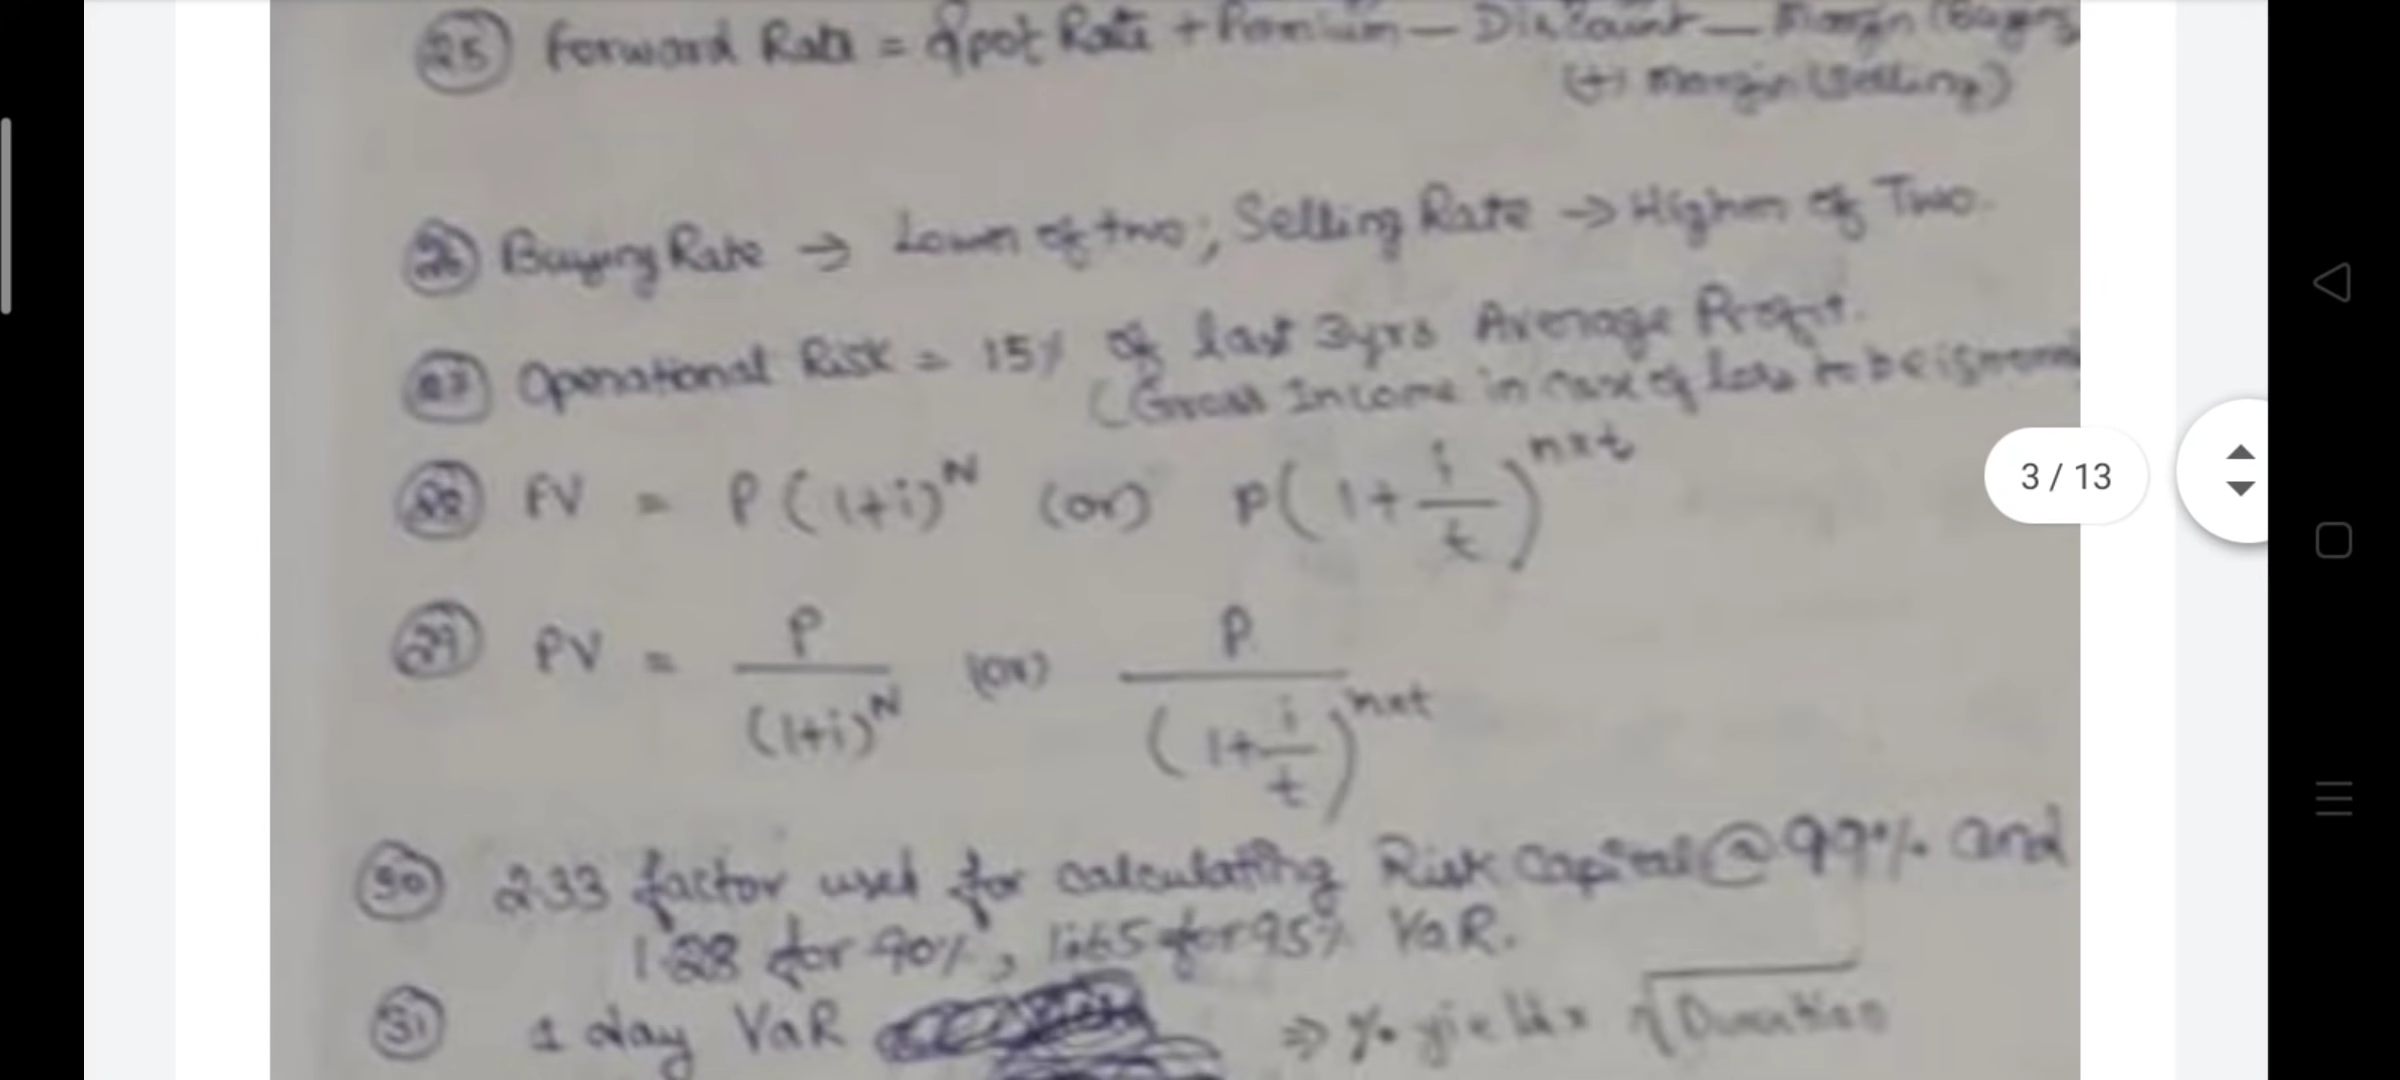 25 Forward Rate = Spot Rate + Premium – Discount – Margin (Buying
(+) Margin (Selling)
26 Buying Rate → Lower of two; Selling Rate → Higher of Two.
27 Operational Risk = 15% of last 3yrs Average Profit.
(Gross Income in case of loss to be ignored
28 FV = P(1+i)^N (or) P(1+i/t)^n×t
3 / 13
29 PV = P/(1+i)^N (or) P/(1+i/t)^n×t
30 2.33 factor used for calculating Risk Capital @ 99% and
1.28 for 90%, 1.65 for 95% VaR.
31 1 day VaR ⇒ % yield x √Duration